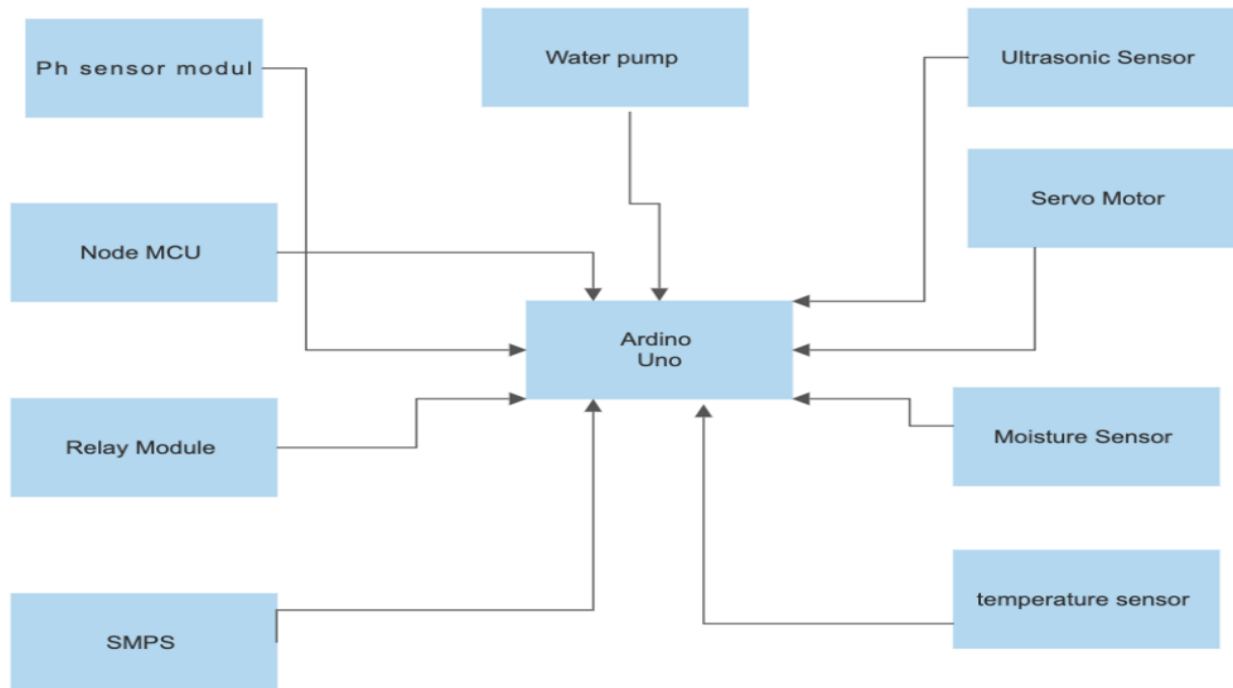 Ph sensor modul
Water pump
Ultrasonic Sensor
Servo Motor
Node MCU
Ardino
Uno
Relay Module
Moisture Sensor
temperature sensor
SMPS